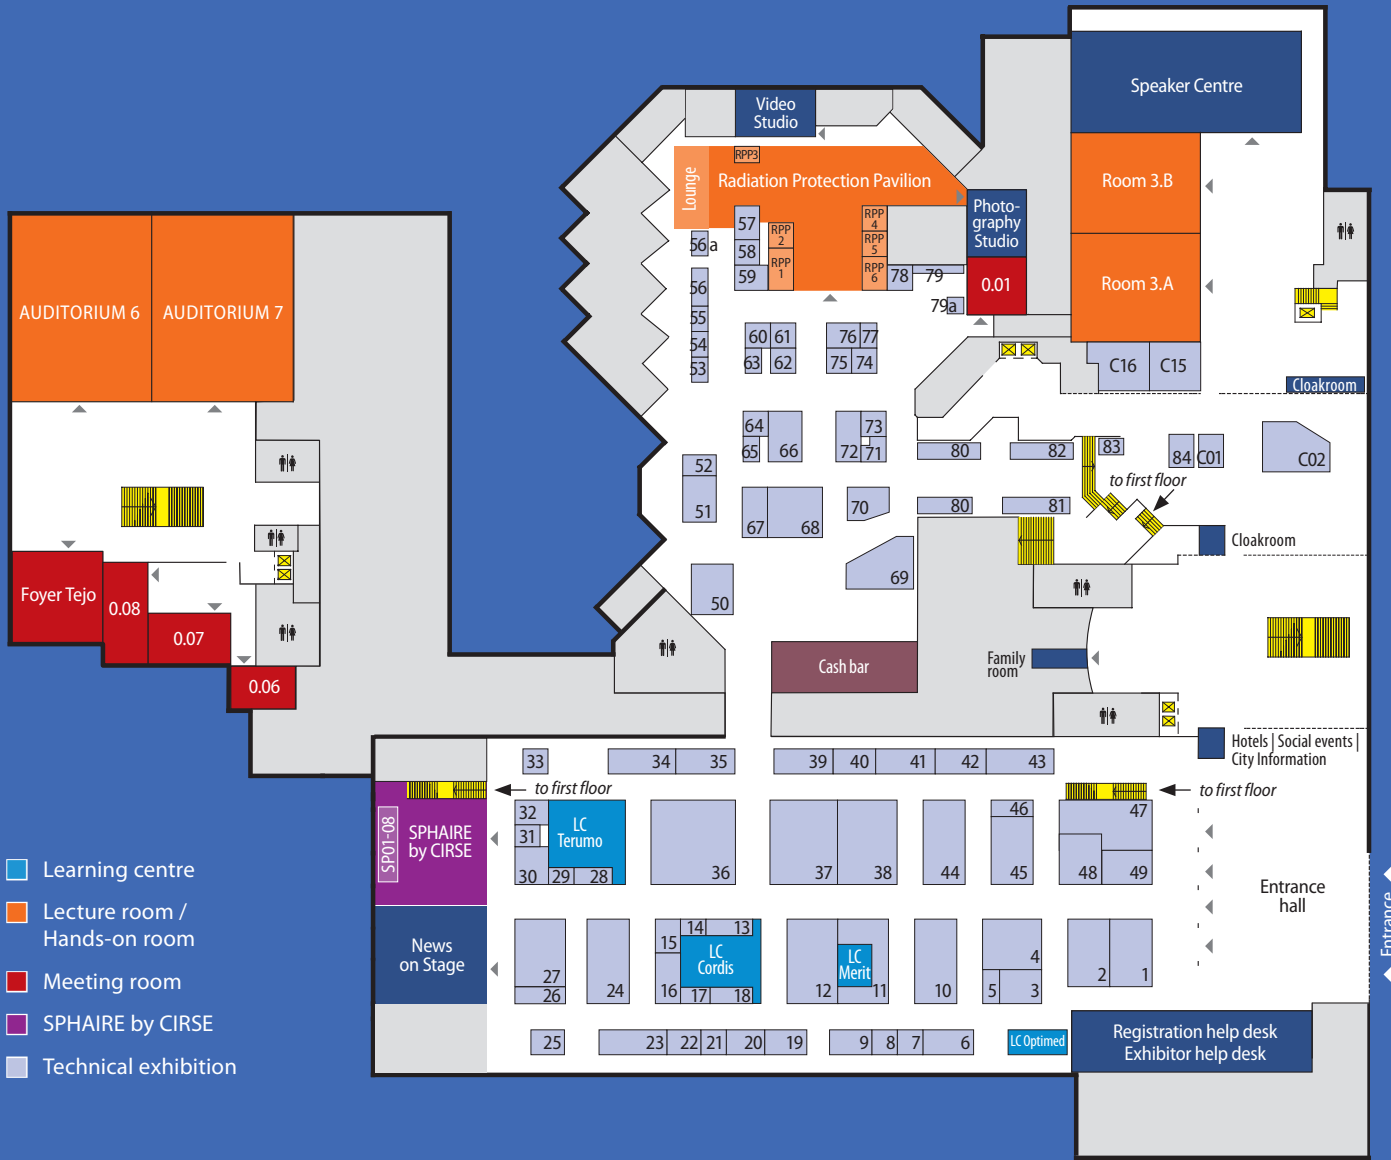 Speaker Centre
Video
Studio
RPP3
Radiation Protection Pavilion
Lounge
Room 3.B
Photo-
graphy
Studio
57
RPP
2
RPP
4
56 a
58
RPP
5
59
RPP
1
RPP
6
78
79
0.01
Room 3.A
56
79a
AUDITORIUM 6
AUDITORIUM 7
55
54
53
60
61
63
62
76
77
75
74
C16
C15
Cloakroom
64
65
66
72
73
71
80
82
83
84
C01
C02
52
51
67
68
70
80
81
to first floor
Cloakroom
69
50
Foyer Tejo
0.08
0.07
0.06
Cash bar
Family
room
Hotels | Social events |
City Information
33
34
35
39
40
41
42
43
to first floor
to first floor
SP01-08
SPHAIRE
by CIRSE
32
31
30
LC
Terumo
29
28
36
37
38
44
46
45
47
48
49
Entrance
hall
Entrance
Learning centre
Lecture room /
Hands-on room
Meeting room
SPHAIRE by CIRSE
Technical exhibition
News
on Stage
27
26
24
15
14
13
LC
Cordis
16
17
18
12
LC
Merit
11
10
4
5
3
2
1
25
23
22
21
20
19
9
8
7
6
LC Optimed
Registration help desk
Exhibitor help desk